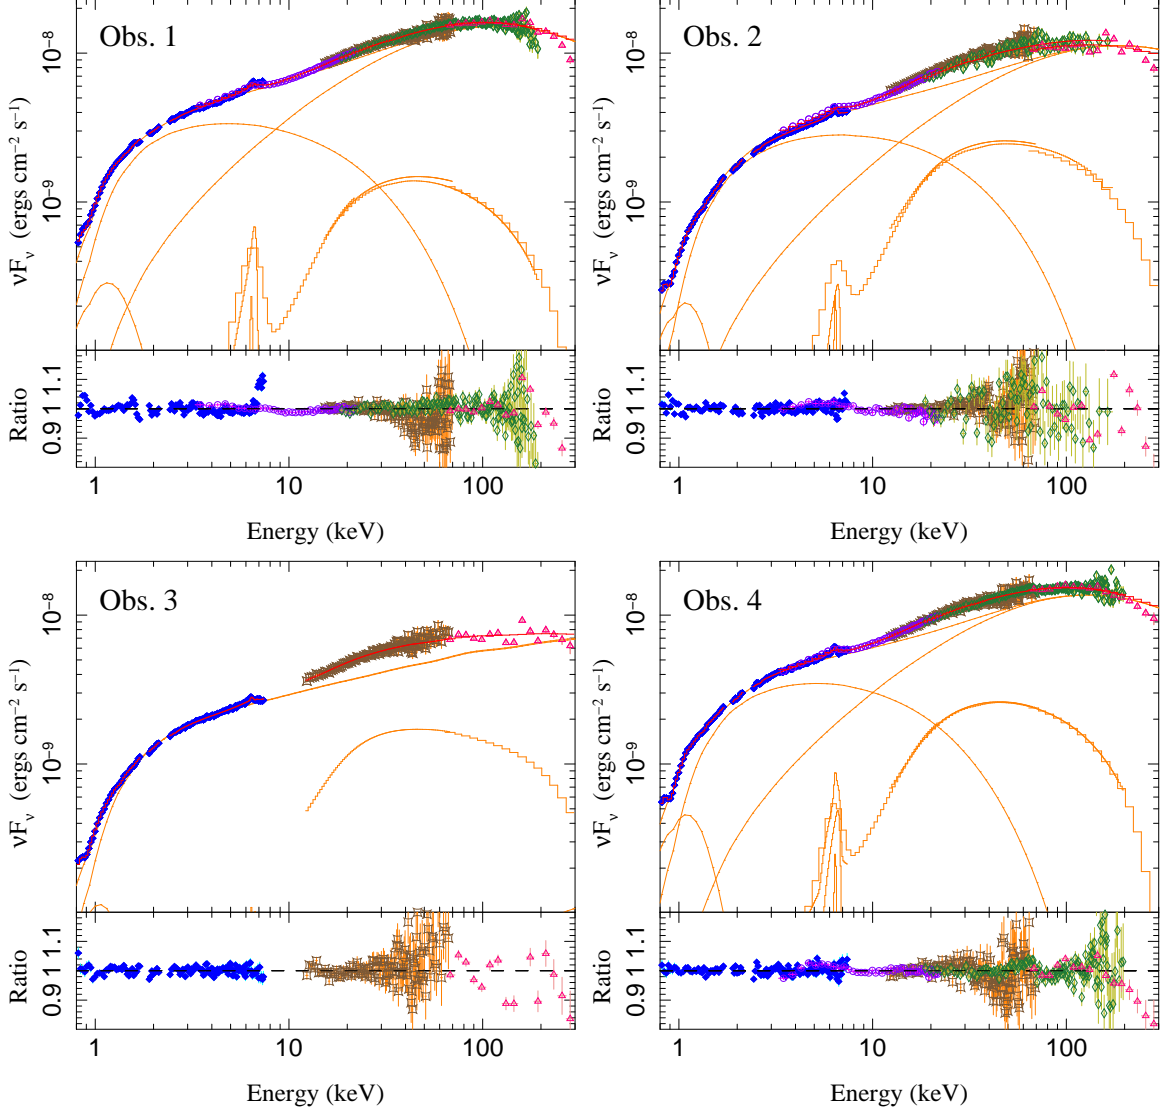 Obs. 1
10⁻⁸
10⁻⁹
νFν (ergs cm⁻² s⁻¹)
Ratio
0.9 1 1.1
1 10 100
Energy (keV)
Obs. 2
10⁻⁸
10⁻⁹
νFν (ergs cm⁻² s⁻¹)
Ratio
0.9 1 1.1
1 10 100
Energy (keV)
Obs. 3
10⁻⁸
10⁻⁹
νFν (ergs cm⁻² s⁻¹)
Ratio
0.9 1 1.1
1 10 100
Energy (keV)
Obs. 4
10⁻⁸
10⁻⁹
νFν (ergs cm⁻² s⁻¹)
Ratio
0.9 1 1.1
1 10 100
Energy (keV)